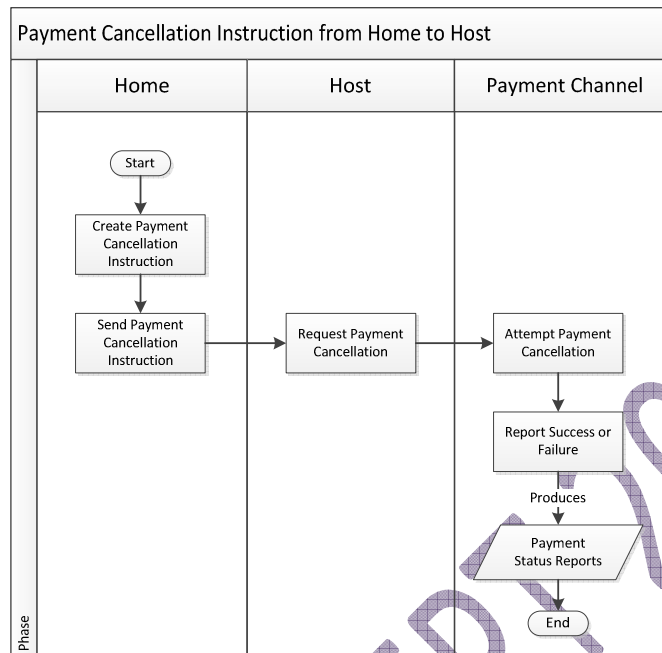 Payment Cancellation Instruction from Home to Host
Home
Host
Payment Channel
Start
Create Payment
Cancellation
Instruction
Send Payment
Cancellation
Instruction
Request Payment
Cancellation
Attempt Payment
Cancellation
Report Success or
Failure
Produces
Payment
Status Reports
End
Phase